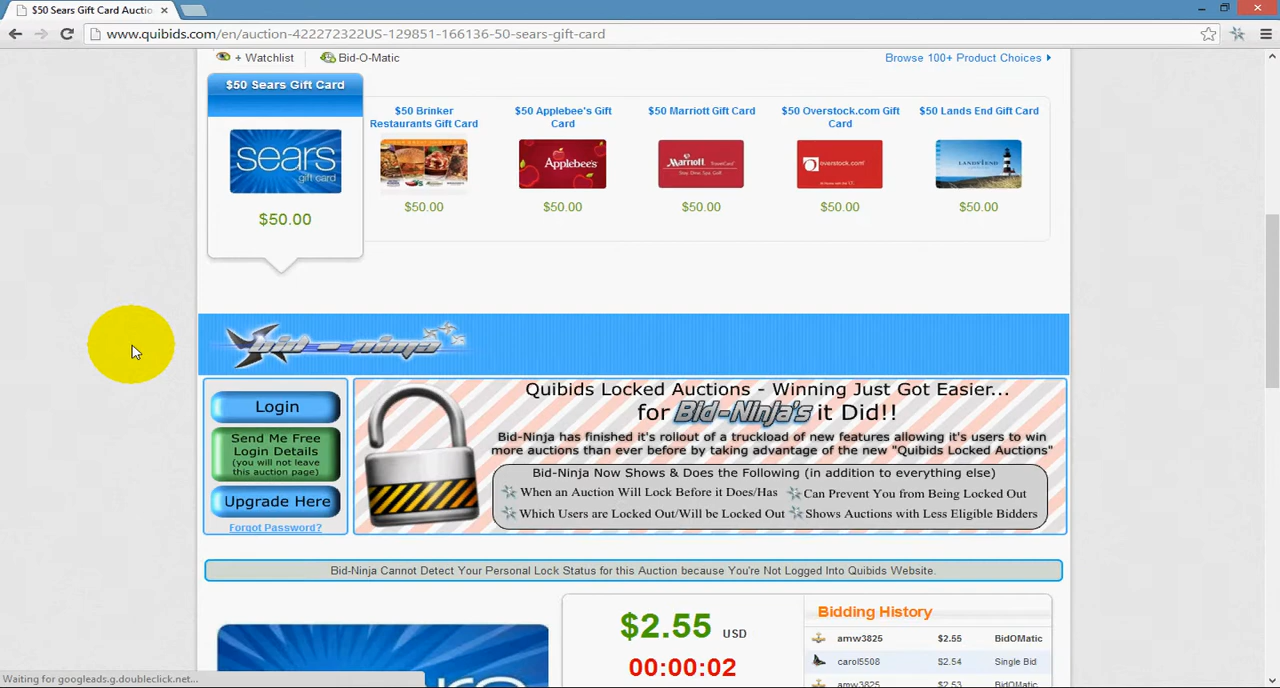 $50 Sears Gift Card Auctio
www.quibids.com/en/auction-422272322US-129851-166136-50-sears-gift-card
+ Watchlist
Bid-O-Matic
Browse 100+ Product Choices
$50 Sears Gift Card
$50 Brinker
Restaurants Gift Card
$50 Applebee's Gift
Card
$50 Marriott Gift Card
$50 Overstock.com Gift
Card
$50 Lands End Gift Card
sears
gift card
Applebee's
Marriott
overstock.com
LANDS' END
$50.00
$50.00
$50.00
$50.00
$50.00
$50.00
bid-ninja
Login
Send Me Free
Login Details
(you will not leave
this auction page)
Upgrade Here
Forgot Password?
Quibids Locked Auctions - Winning Just Got Easier...
for Bid-Ninja's it Did!!
Bid-Ninja has finished it's rollout of a truckload of new features allowing it's users to win
more auctions than ever before by taking advantage of the new "Quibids Locked Auctions"
Bid-Ninja Now Shows & Does the Following (in addition to everything else)
When an Auction Will Lock Before it Does/Has
Can Prevent You from Being Locked Out
Which Users are Locked Out/Will be Locked Out
Shows Auctions with Less Eligible Bidders
Bid-Ninja Cannot Detect Your Personal Lock Status for this Auction because You're Not Logged Into Quibids Website.
$2.55 USD
00:00:02
Bidding History
amw3825 $2.55 BidOMatic
carol5508 $2.54 Single Bid
amw3825 $2.53 BidOMatic
Waiting for googleads.g.doubleclick.net...